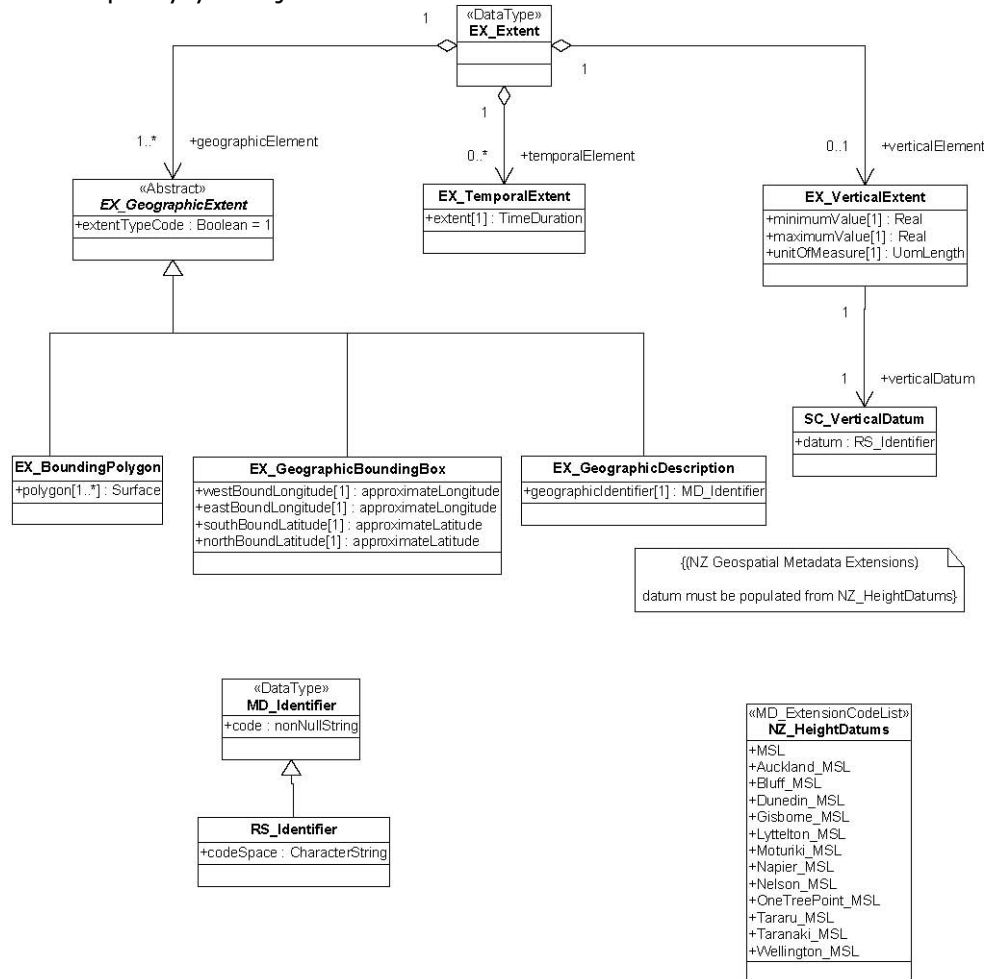 1
«DataType»
EX_Extent
1
1
1..*
+geographicElement
0..*
+temporalElement
0..1
+verticalElement
«Abstract»
EX_GeographicExtent
+extentTypeCode : Boolean = 1
EX_TemporalExtent
+extent[1] : TimeDuration
EX_VerticalExtent
+minimumValue[1] : Real
+maximumValue[1] : Real
+unitOfMeasure[1] : UomLength
1
1
+verticalDatum
SC_VerticalDatum
+datum : RS_Identifier
EX_BoundingPolygon
+polygon[1..*] : Surface
EX_GeographicBoundingBox
+westBoundLongitude[1] : approximateLongitude
+eastBoundLongitude[1] : approximateLongitude
+southBoundLatitude[1] : approximateLatitude
+northBoundLatitude[1] : approximateLatitude
EX_GeographicDescription
+geographicIdentifier[1] : MD_Identifier
{(NZ Geospatial Metadata Extensions)
datum must be populated from NZ_HeightDatums}
«DataType»
MD_Identifier
+code : nonNullString
RS_Identifier
+codeSpace : CharacterString
«MD_ExtensionCodeList»
NZ_HeightDatums
+MSL
+Auckland_MSL
+Bluff_MSL
+Dunedin_MSL
+Gisborne_MSL
+Lyttelton_MSL
+Moturiki_MSL
+Napier_MSL
+Nelson_MSL
+OneTreePoint_MSL
+Tararu_MSL
+Taranaki_MSL
+Wellington_MSL